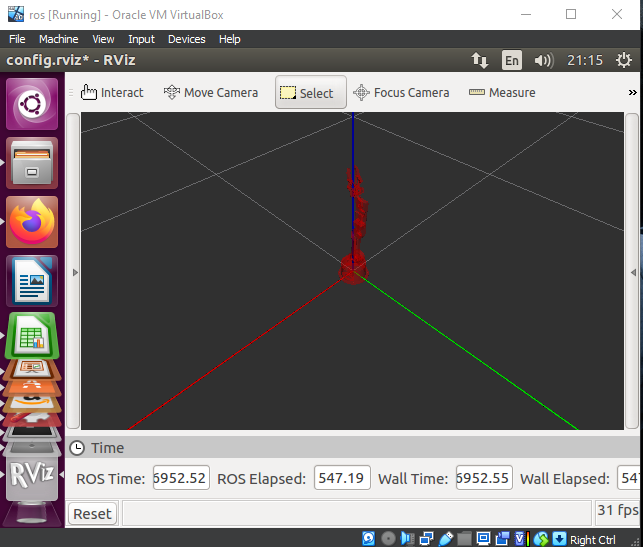 ros [Running] - Oracle VM VirtualBox
File Machine View Input Devices Help
config.rviz* - RViz En 21:15
Interact Move Camera Select Focus Camera Measure »
Time
ROS Time: 6952.52 ROS Elapsed: 547.19 Wall Time: 6952.55 Wall Elapsed: 547
RViz
Reset 31 fps
Right Ctrl